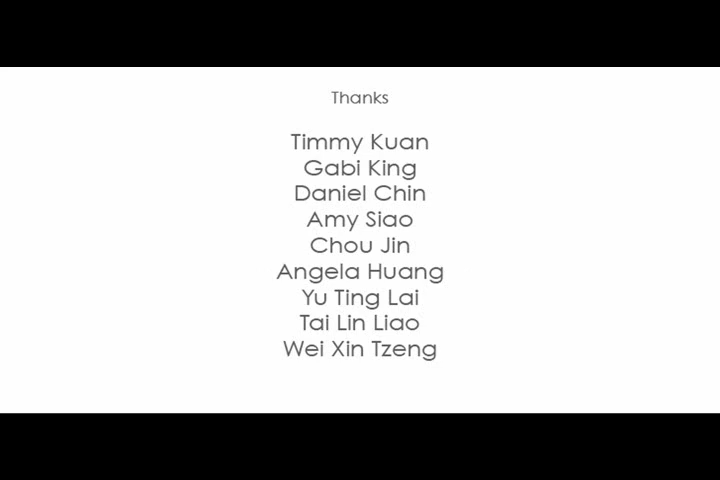 Thanks
Timmy Kuan
Gabi King
Daniel Chin
Amy Siao
Chou Jin
Angela Huang
Yu Ting Lai
Tai Lin Liao
Wei Xin Tzeng